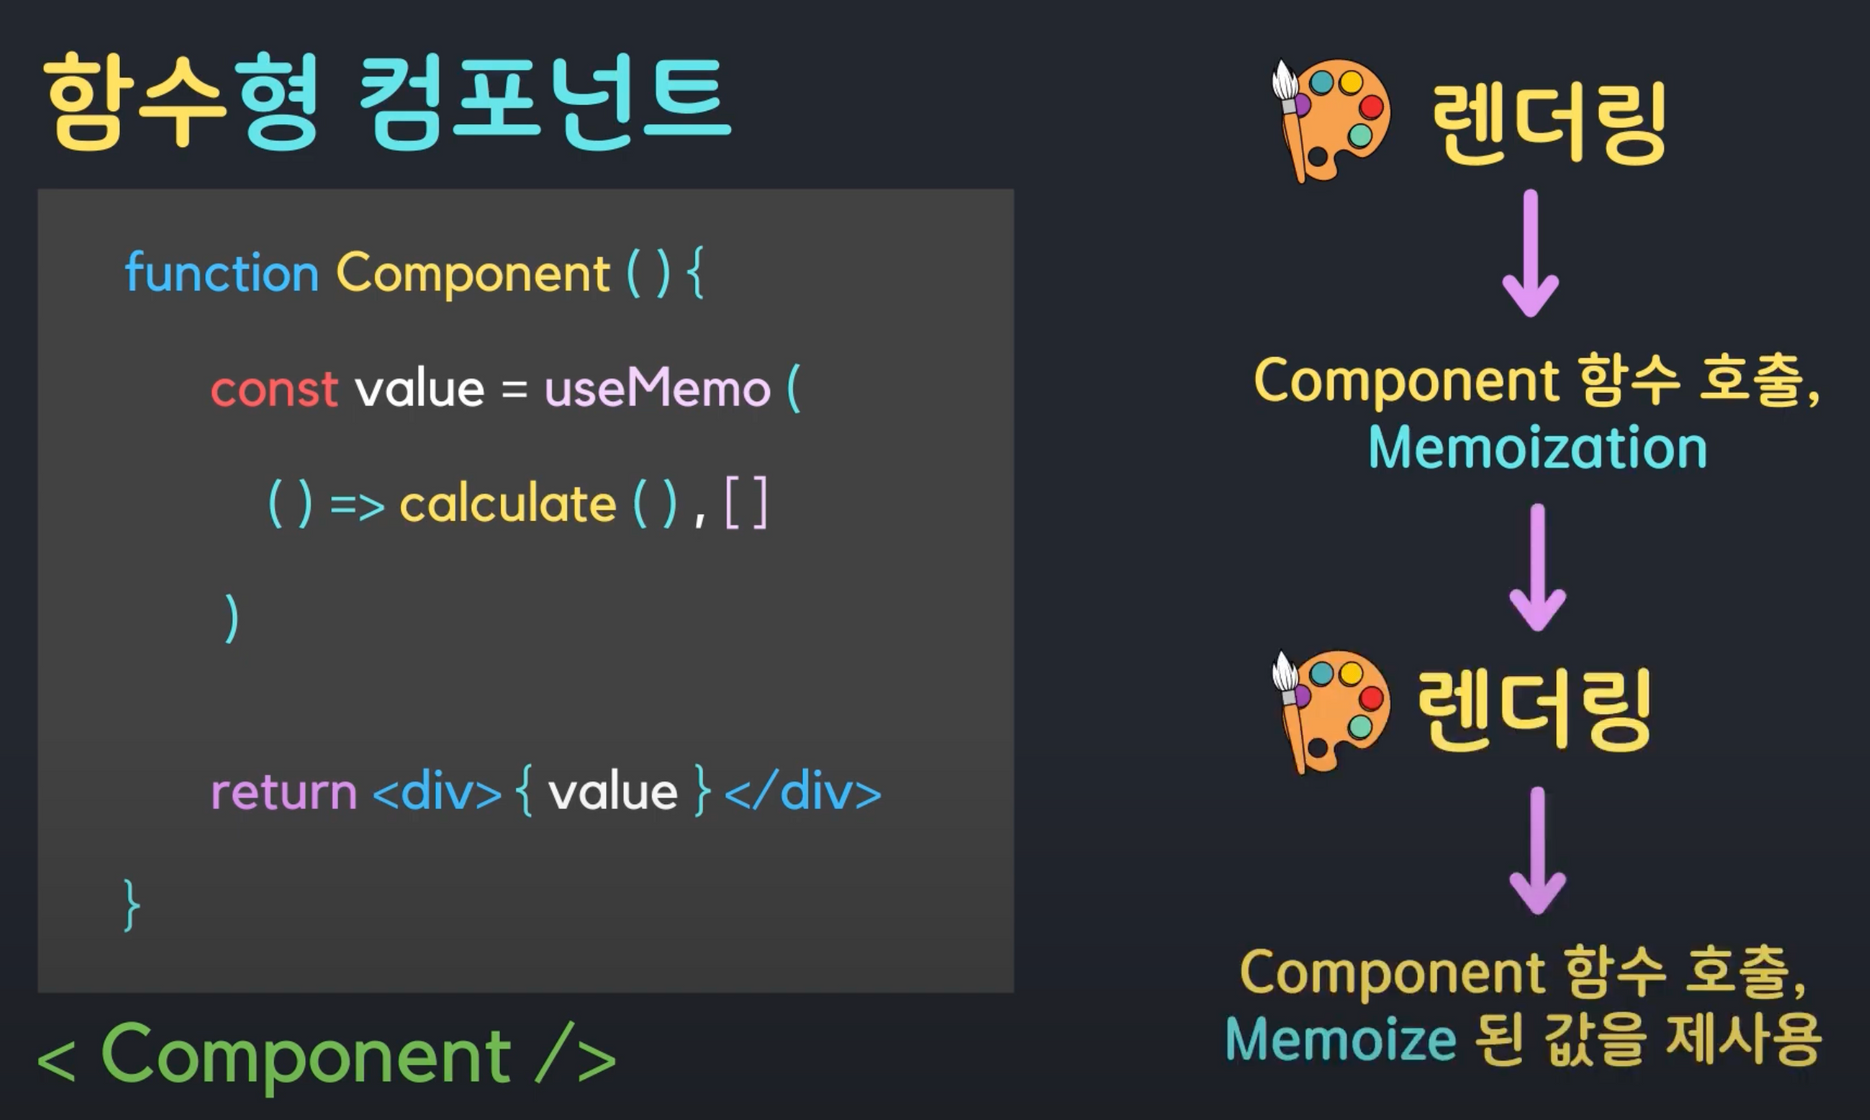 함수형 컴포넌트
function Component ( ) {
const value = useMemo (
( ) => calculate ( ) , [ ]
)
return <div> { value } </div>
}
< Component />
렌더링
Component 함수 호출,
Memoization
렌더링
Component 함수 호출,
Memoize 된 값을 제사용